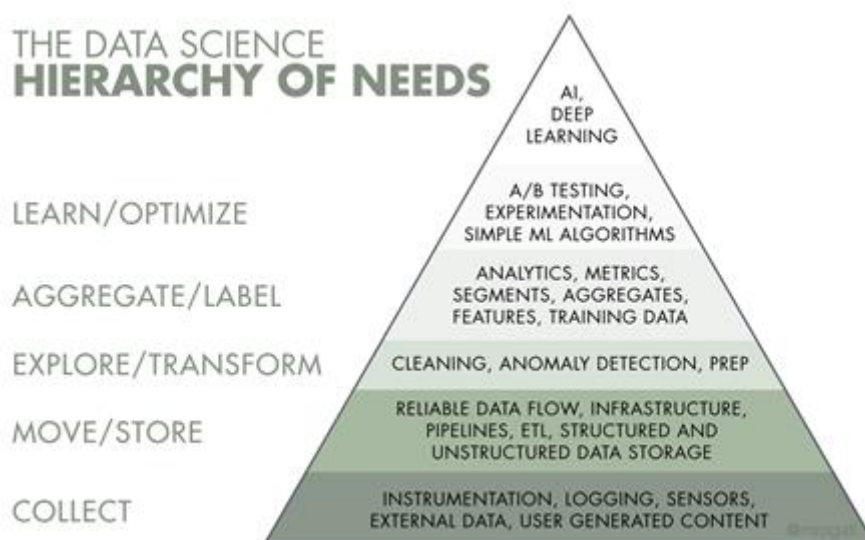 THE DATA SCIENCE
HIERARCHY OF NEEDS
AI,
DEEP
LEARNING
LEARN/OPTIMIZE
A/B TESTING,
EXPERIMENTATION,
SIMPLE ML ALGORITHMS
AGGREGATE/LABEL
ANALYTICS, METRICS,
SEGMENTS, AGGREGATES,
FEATURES, TRAINING DATA
EXPLORE/TRANSFORM
CLEANING, ANOMALY DETECTION, PREP
MOVE/STORE
RELIABLE DATA FLOW, INFRASTRUCTURE,
PIPELINES, ETL, STRUCTURED AND
UNSTRUCTURED DATA STORAGE
COLLECT
INSTRUMENTATION, LOGGING, SENSORS,
EXTERNAL DATA, USER GENERATED CONTENT